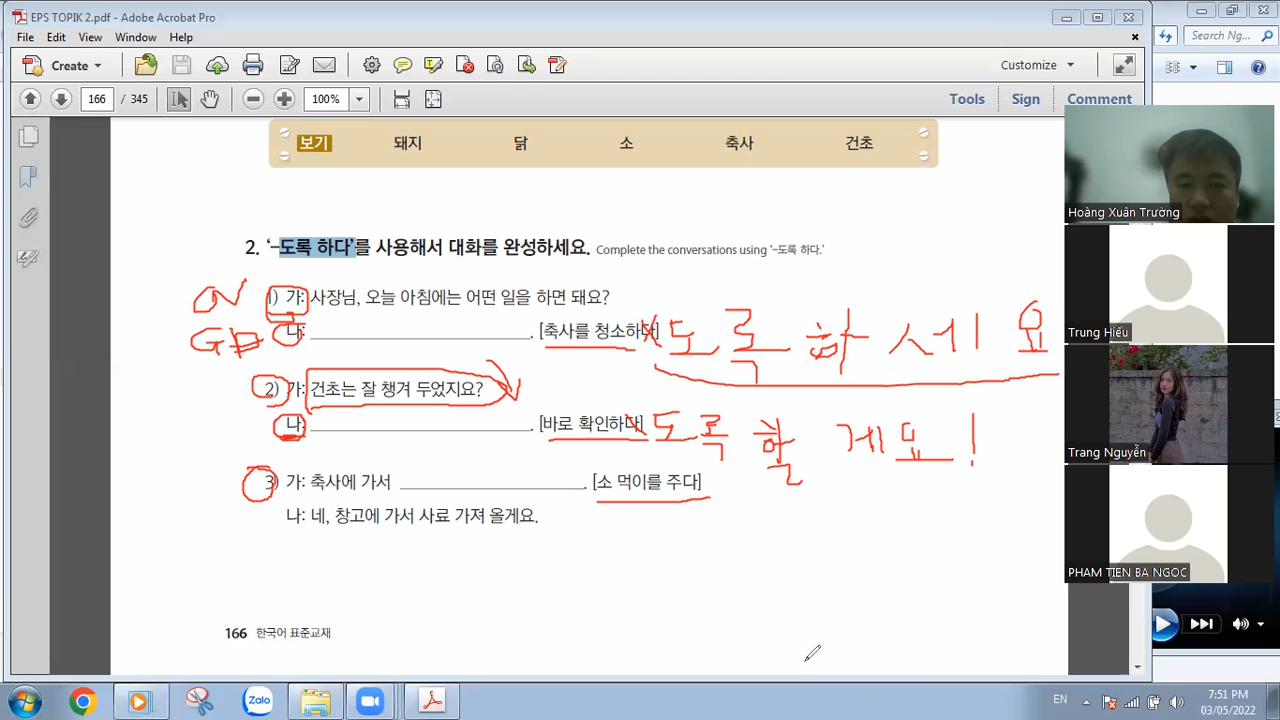 EPS TOPIK 2.pdf - Adobe Acrobat Pro
File Edit View Window Help
Create
Customize
166 / 345
100%
Tools Sign Comment
Search Ng...
보기 돼지 닭 소 축사 건초
2. ‘-도록 하다’를 사용해서 대화를 완성하세요. Complete the conversations using ‘-도록 하다.’
1) 가: 사장님, 오늘 아침에는 어떤 일을 하면 돼요?
나: ______. [축사를 청소하다] 도록 하세요
2) 가: 건초는 잘 챙겨 두었지요?
나: ______. [바로 확인하다] 도록 할게요!
3) 가: 축사에 가서 ______. [소 먹이를 주다]
나: 네, 창고에 가서 사료 가져 올게요.
166 한국어 표준교재
Hoàng Xuân Trường
Trung Hiếu
Trang Nguyễn
PHAM TIEN BA NGOC
Zalo
EN
7:51 PM
03/05/2022